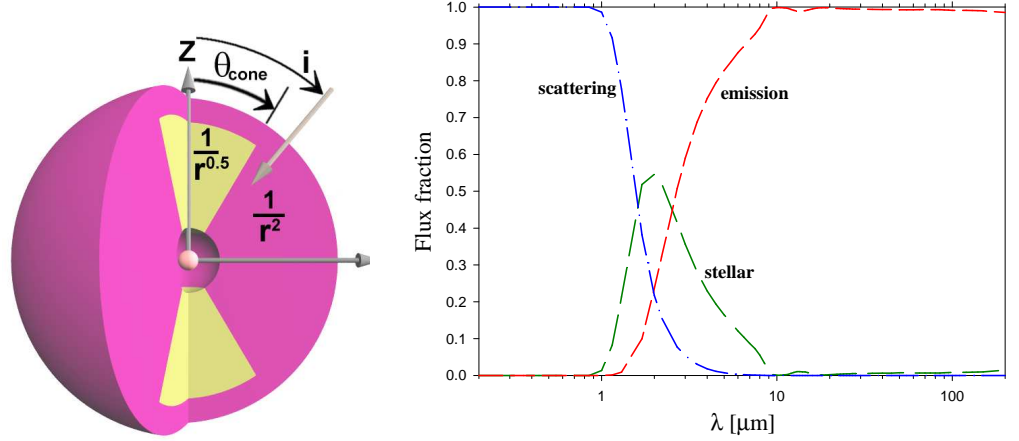 Z
θcone
i
1
r0.5
1
r2
Flux fraction
1.0
0.9
0.8
0.7
0.6
0.5
0.4
0.3
0.2
0.1
0.0
scattering
emission
stellar
1 10 100
λ [μm]